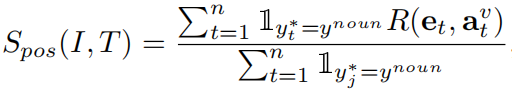 $S_{pos}(I, T) = \frac{\sum_{t=1}^{n} \mathbb{1}_{y_t^*=y^{noun}} R(\mathbf{e}_t, \mathbf{a}_t^v)}{\sum_{t=1}^{n} \mathbb{1}_{y_j^*=y^{noun}}}.$